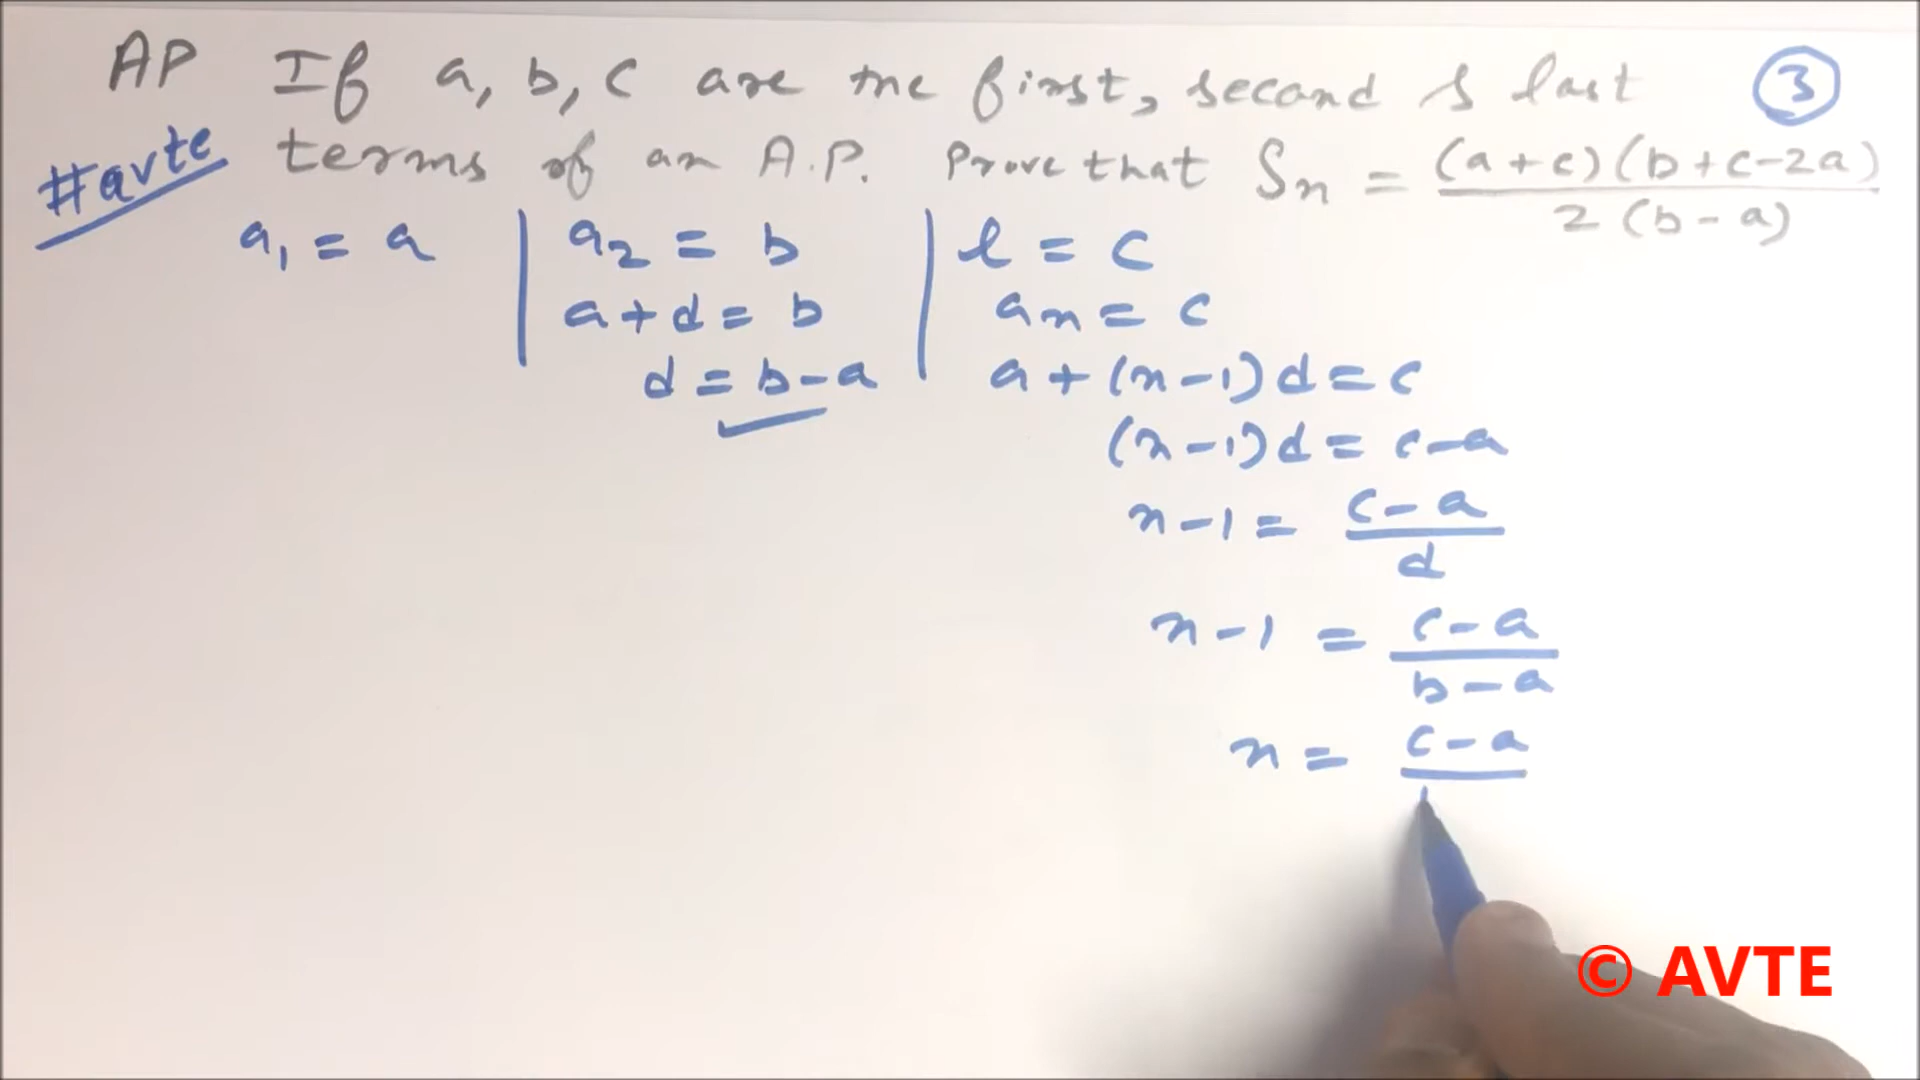 AP If a, b, c are the first, second & last ③
#avte terms of an A.P. Prove that Sn = (a+c)(b+c-2a) / 2(b-a)
a₁ = a | a₂ = b | l = c
a+d = b | aₙ = c
d = b-a | a+(n-1)d = c
(n-1)d = c-a
n-1 = (c-a)/d
n-1 = (c-a)/(b-a)
n = c-a
© AVTE